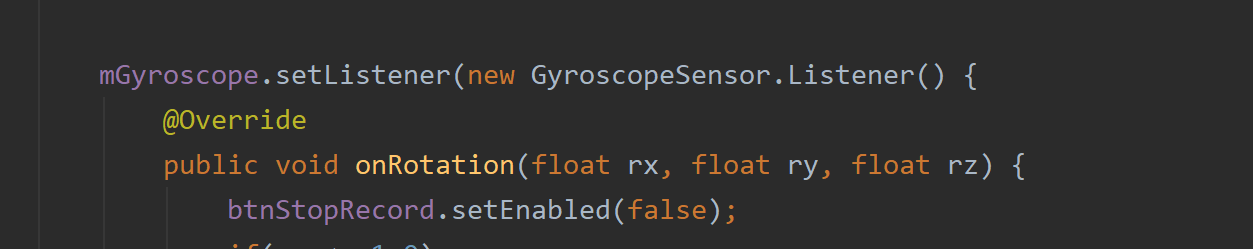 mGyroscope.setListener(new GyroscopeSensor.Listener() {
@Override
public void onRotation(float rx, float ry, float rz) {
btnStopRecord.setEnabled(false);